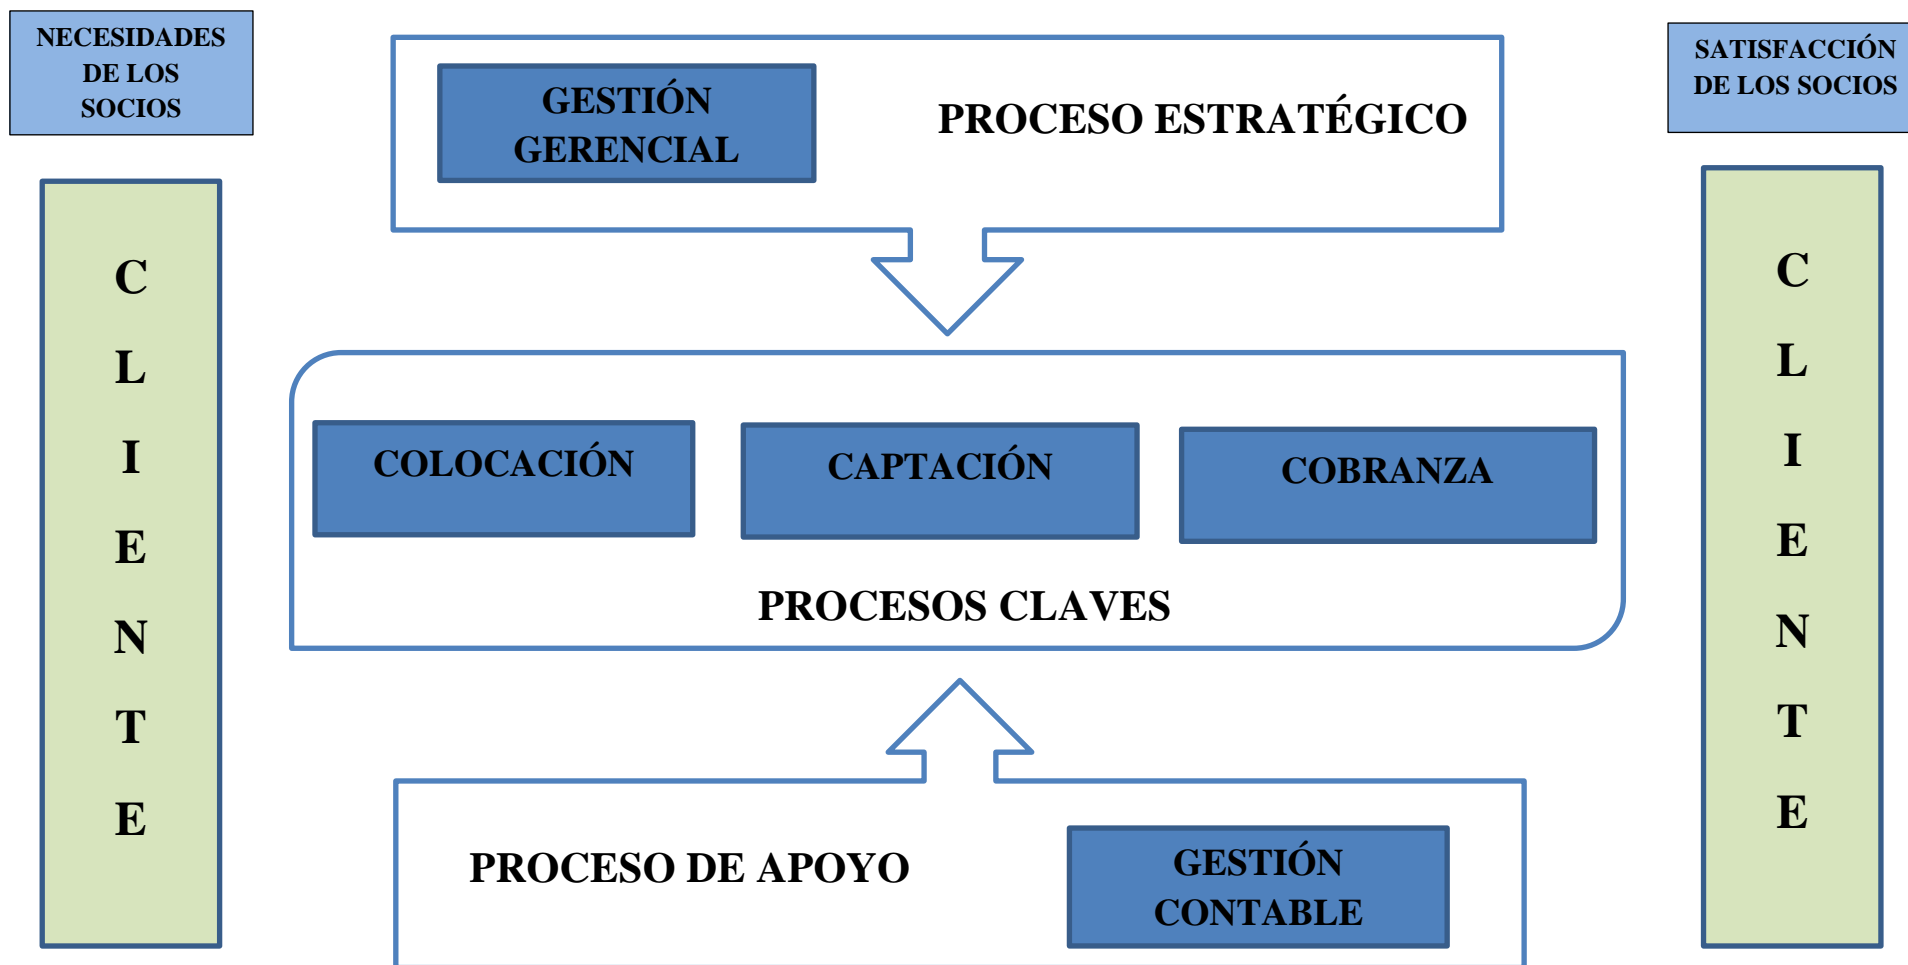 NECESIDADES
DE LOS
SOCIOS
C
L
I
E
N
T
E
GESTIÓN
GERENCIAL
PROCESO ESTRATÉGICO
COLOCACIÓN
CAPTACIÓN
COBRANZA
PROCESOS CLAVES
PROCESO DE APOYO
GESTIÓN
CONTABLE
SATISFACCIÓN
DE LOS SOCIOS
C
L
I
E
N
T
E